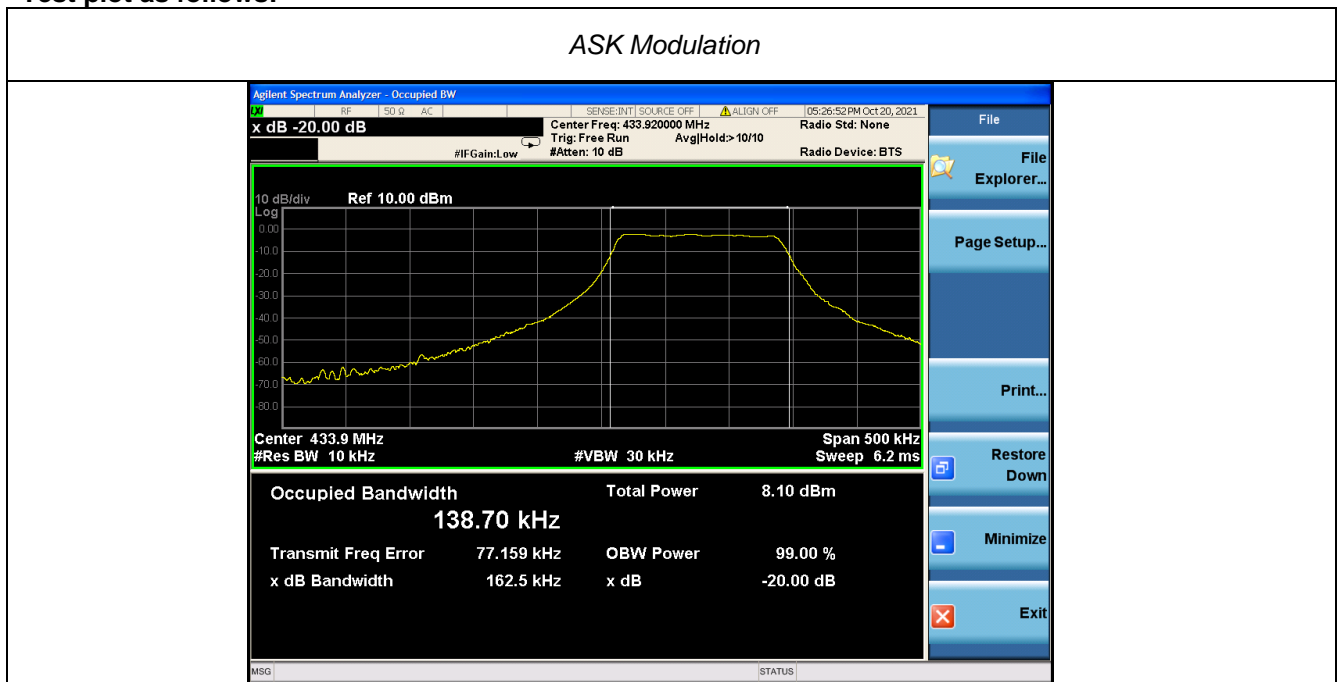 Test plot as follows:
ASK Modulation
Agilent Spectrum Analyzer - Occupied BW
RF 50 Ω AC SENSE:INT SOURCE OFF ALIGN OFF 05:26:52 PM Oct 20, 2021
x dB -20.00 dB
Center Freq: 433.920000 MHz
Radio Std: None
Trig: Free Run Avg|Hold:>10/10
#IFGain:Low
#Atten: 10 dB
Radio Device: BTS
10 dB/div Ref 10.00 dBm
Log
0.00
-10.0
-20.0
-30.0
-40.0
-50.0
-60.0
-70.0
-80.0
Center 433.9 MHz Span 500 kHz
#Res BW 10 kHz #VBW 30 kHz Sweep 6.2 ms
Occupied Bandwidth Total Power 8.10 dBm
138.70 kHz
Transmit Freq Error 77.159 kHz OBW Power 99.00 %
x dB Bandwidth 162.5 kHz x dB -20.00 dB
MSG STATUS
File
File
Explorer...
Page Setup...
Print...
Restore
Down
Minimize
Exit